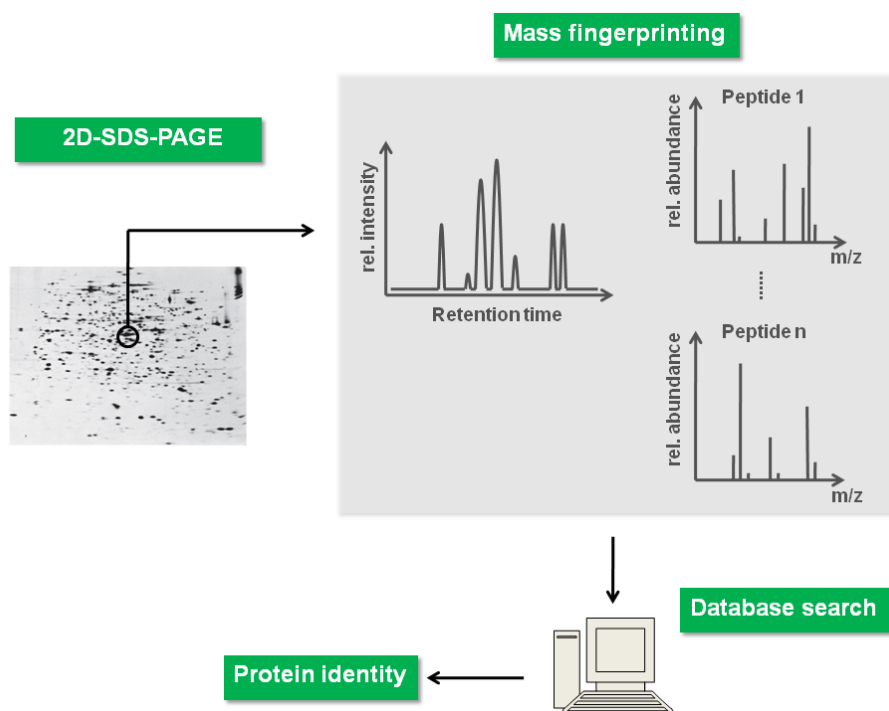 Mass fingerprinting
2D-SDS-PAGE
rel. intensity
Retention time
Peptide 1
rel. abundance
m/z
Peptide n
rel. abundance
m/z
Database search
Protein identity